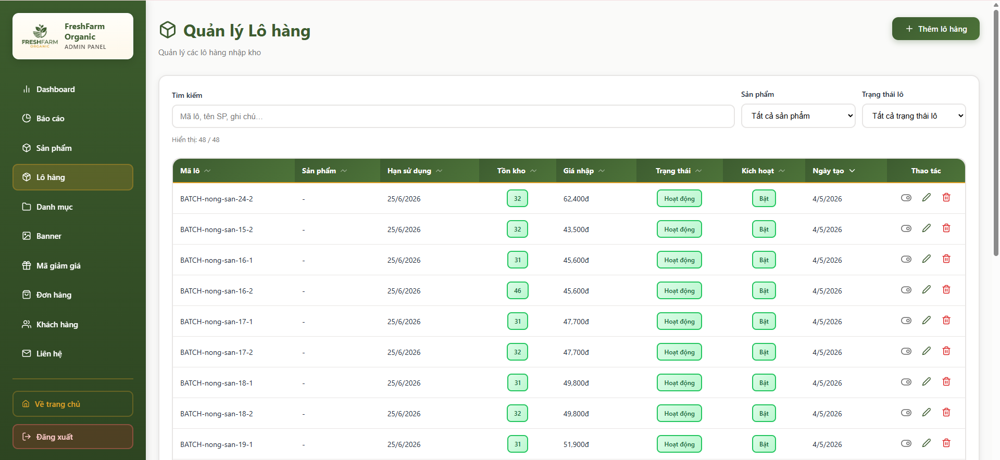 FRESHFARM
ORGANIC
FreshFarm
Organic
ADMIN PANEL
Dashboard
Báo cáo
Sản phẩm
Lô hàng
Danh mục
Banner
Mã giảm giá
Đơn hàng
Khách hàng
Liên hệ
Về trang chủ
Đăng xuất
Quản lý Lô hàng
Quản lý các lô hàng nhập kho
Thêm lô hàng
Tìm kiếm
Mã lô, tên SP, ghi chú...
Sản phẩm
Tất cả sản phẩm
Trạng thái lô
Tất cả trạng thái lô
Hiển thị: 48 / 48
Mã lô Sản phẩm Hạn sử dụng Tồn kho Giá nhập Trạng thái Kích hoạt Ngày tạo Thao tác
BATCH-nong-san-24-2 - 25/6/2026 32 62,400đ Hoạt động Bật 4/5/2026
BATCH-nong-san-15-2 - 25/6/2026 32 43,500đ Hoạt động Bật 4/5/2026
BATCH-nong-san-16-1 - 25/6/2026 31 45,600đ Hoạt động Bật 4/5/2026
BATCH-nong-san-16-2 - 25/6/2026 46 45,600đ Hoạt động Bật 4/5/2026
BATCH-nong-san-17-1 - 25/6/2026 31 47,700đ Hoạt động Bật 4/5/2026
BATCH-nong-san-17-2 - 25/6/2026 32 47,700đ Hoạt động Bật 4/5/2026
BATCH-nong-san-18-1 - 25/6/2026 31 49,800đ Hoạt động Bật 4/5/2026
BATCH-nong-san-18-2 - 25/6/2026 32 49,800đ Hoạt động Bật 4/5/2026
BATCH-nong-san-19-1 - 25/6/2026 31 51,900đ Hoạt động Bật 4/5/2026